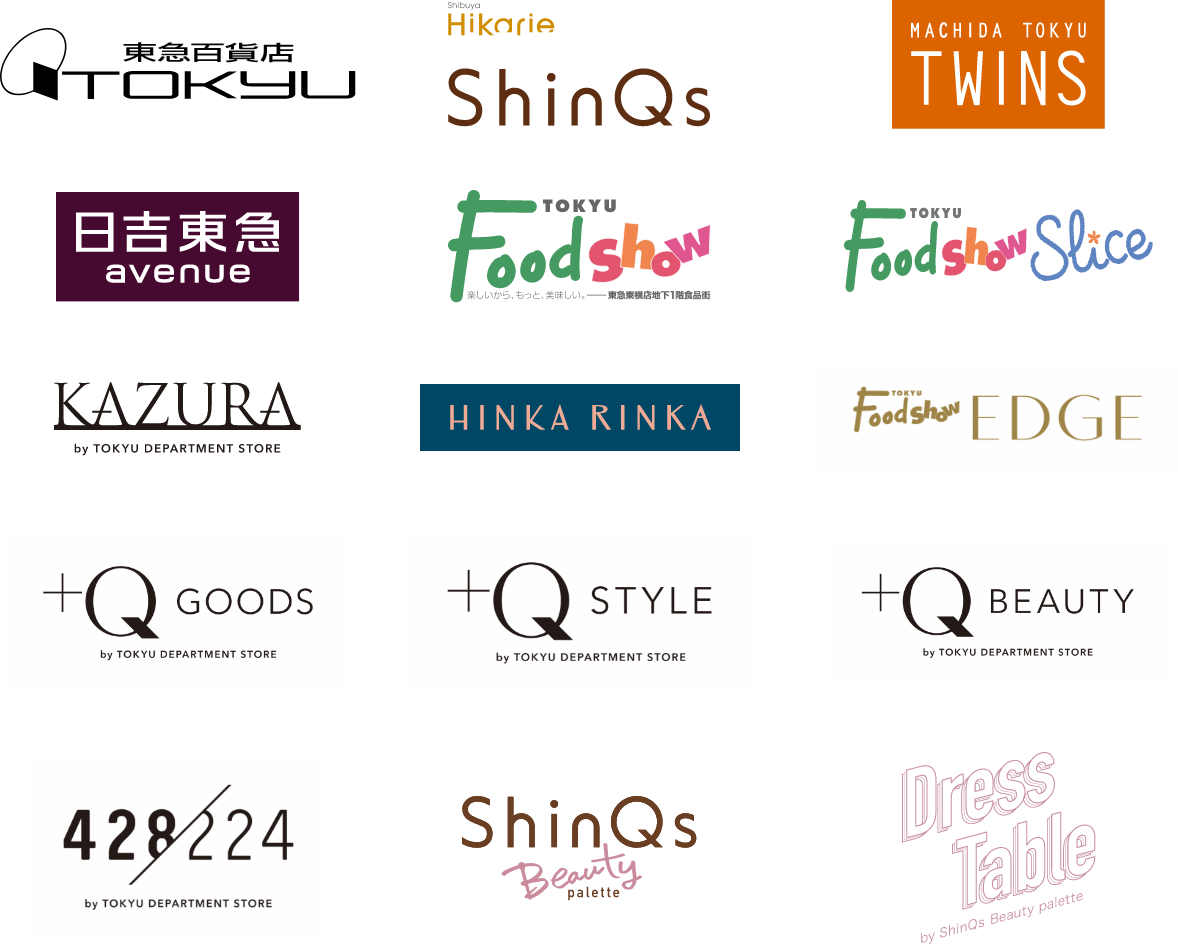 東急百貨店
TOKYU
Shibuya
Hikarie
ShinQs
MACHIDA TOKYU
TWINS
日吉東急
avenue
TOKYU
Foodshow
楽しいから、もっと、美味しい。── 東急東横店地下1階食品街
TOKYU
Foodshow Slice
KAZURA
by TOKYU DEPARTMENT STORE
HINKA RINKA
TOKYU
Foodshow EDGE
+Q GOODS
by TOKYU DEPARTMENT STORE
+Q STYLE
by TOKYU DEPARTMENT STORE
+Q BEAUTY
by TOKYU DEPARTMENT STORE
428/224
by TOKYU DEPARTMENT STORE
ShinQs
Beauty
palette
Dress
Table
by ShinQs Beauty palette